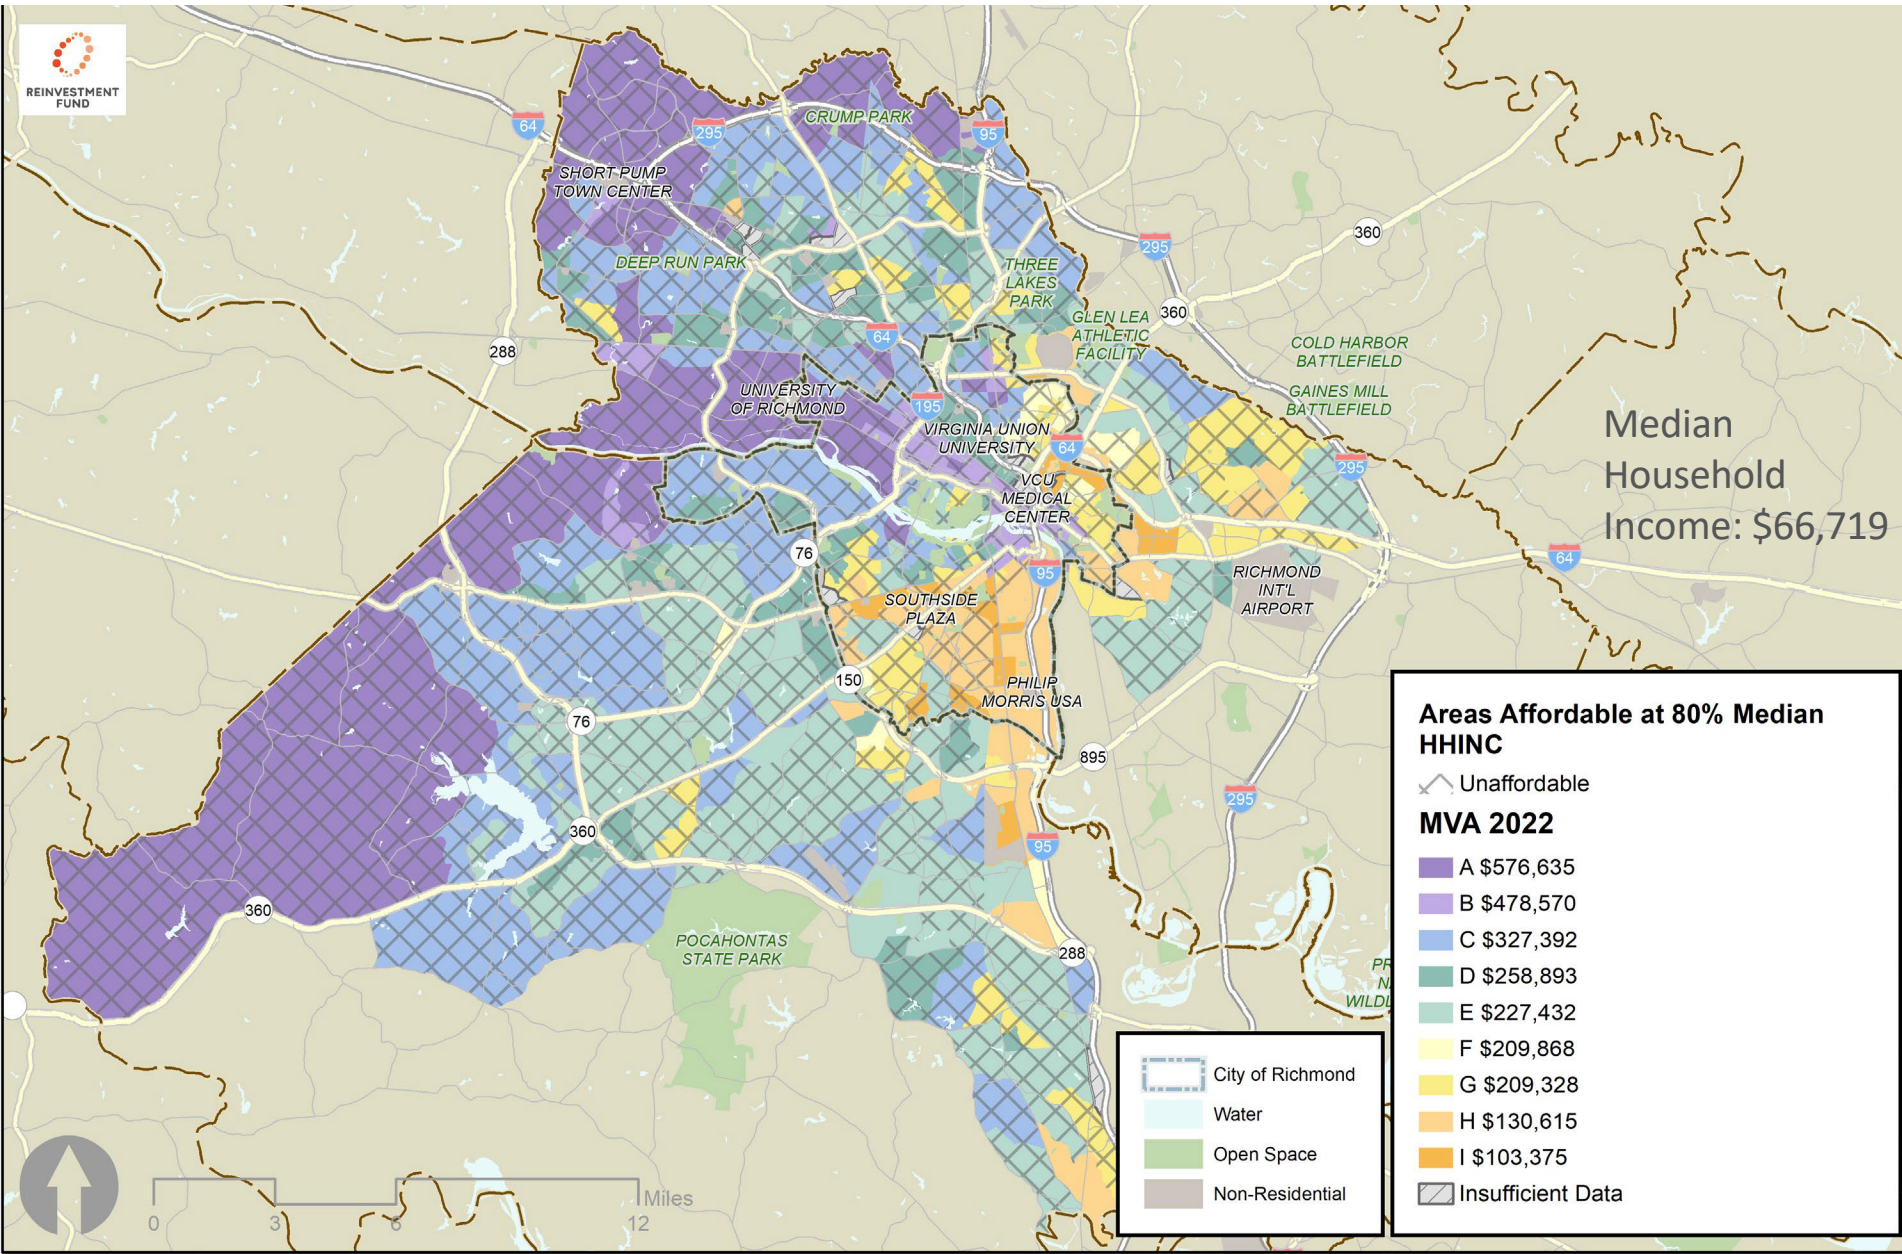 REINVESTMENT
FUND
64
295
CRUMP PARK
95
SHORT PUMP
TOWN CENTER
360
295
DEEP RUN PARK
THREE
LAKES
PARK
360
GLEN LEA
ATHLETIC
FACILITY
64
288
COLD HARBOR
BATTLEFIELD
UNIVERSITY
OF RICHMOND
GAINES MILL
BATTLEFIELD
195
VIRGINIA UNION
UNIVERSITY
64
295
Median
Household
Income: $66,719
VCU
MEDICAL
CENTER
76
95
64
RICHMOND
INT'L
AIRPORT
SOUTHSIDE
PLAZA
150
PHILIP
MORRIS USA
76
895
295
360
95
360
POCAHONTAS
STATE PARK
288
PR
N
WILDL
Areas Affordable at 80% Median
HHINC
Unaffordable
MVA 2022
A $576,635
B $478,570
C $327,392
D $258,893
E $227,432
F $209,868
G $209,328
H $130,615
I $103,375
Insufficient Data
City of Richmond
Water
Open Space
Non-Residential
Miles
0 3 6 12